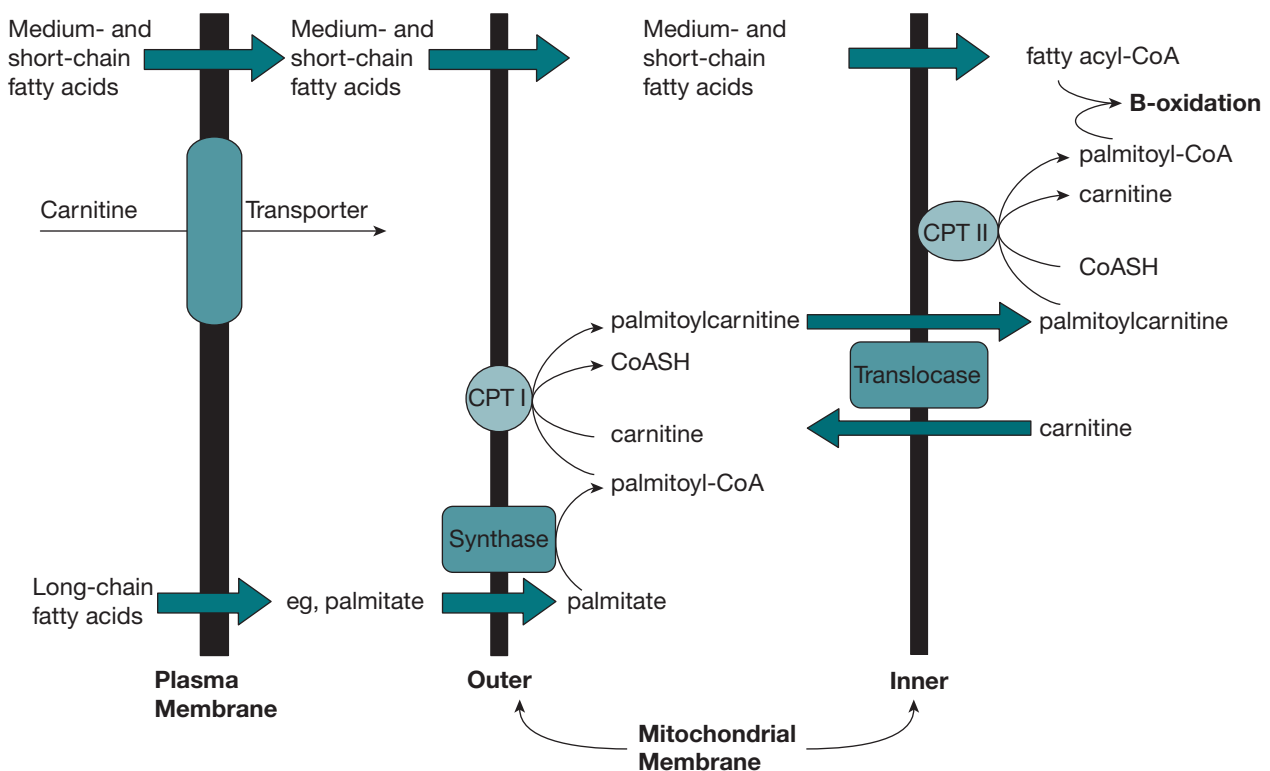 Medium- and
short-chain
fatty acids
Medium- and
short-chain
fatty acids
Medium- and
short-chain
fatty acids
fatty acyl-CoA
B-oxidation
palmitoyl-CoA
carnitine
CPT II
CoASH
palmitoylcarnitine
Carnitine
Transporter
palmitoylcarnitine
CoASH
CPT I
carnitine
palmitoyl-CoA
Translocase
carnitine
Synthase
Long-chain
fatty acids
eg, palmitate
palmitate
Plasma
Membrane
Outer
Inner
Mitochondrial
Membrane